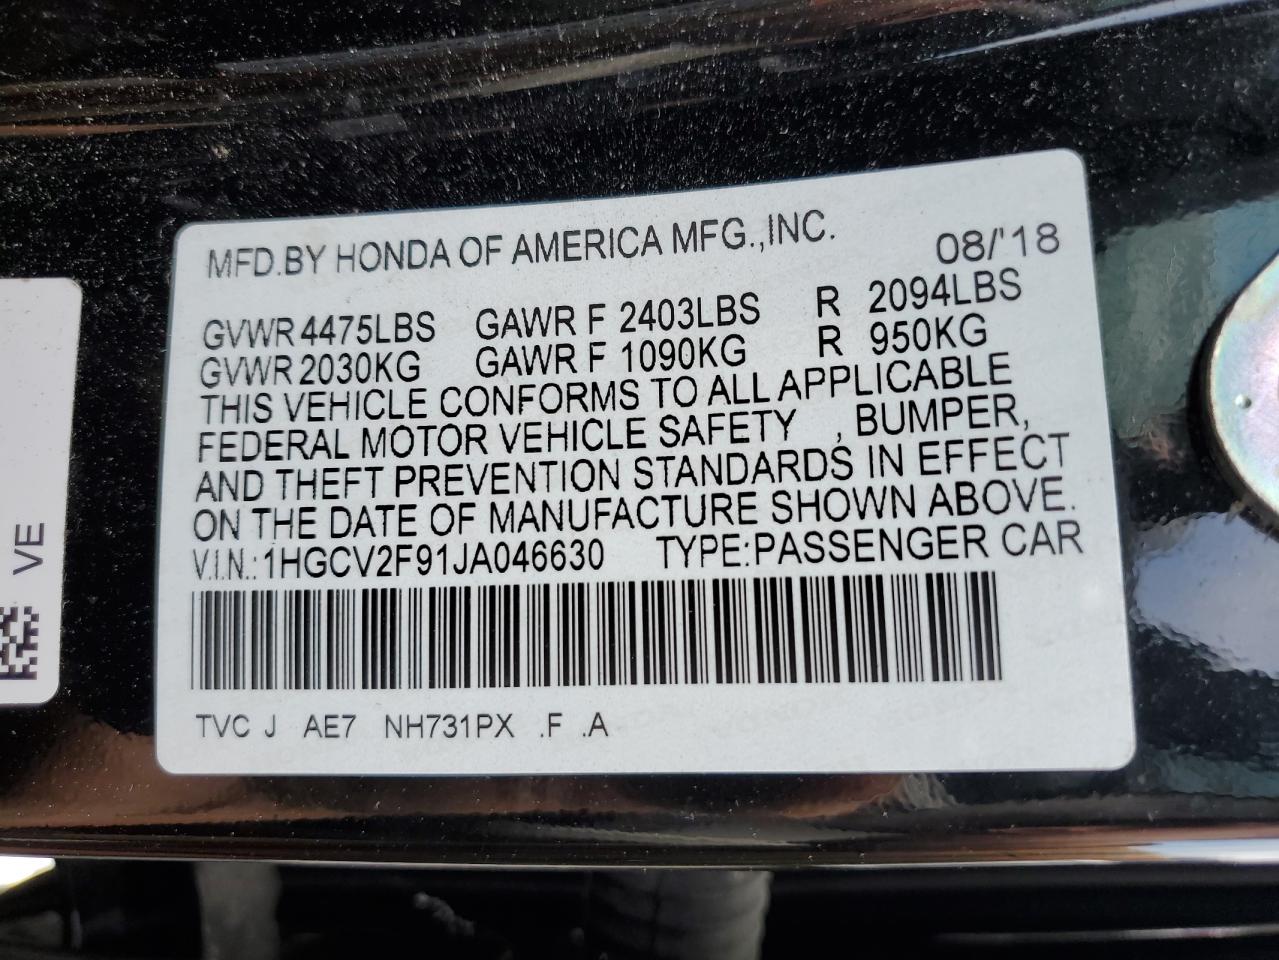 MFD.BY HONDA OF AMERICA MFG.,INC. 08/'18
GVWR 4475LBS GAWR F 2403LBS R 2094LBS
GVWR 2030KG GAWR F 1090KG R 950KG
THIS VEHICLE CONFORMS TO ALL APPLICABLE
FEDERAL MOTOR VEHICLE SAFETY , BUMPER,
AND THEFT PREVENTION STANDARDS IN EFFECT
ON THE DATE OF MANUFACTURE SHOWN ABOVE.
V.I.N.: 1HGCV2F91JA046630 TYPE:PASSENGER CAR
TVC J AE7 NH731PX .F .A
VE